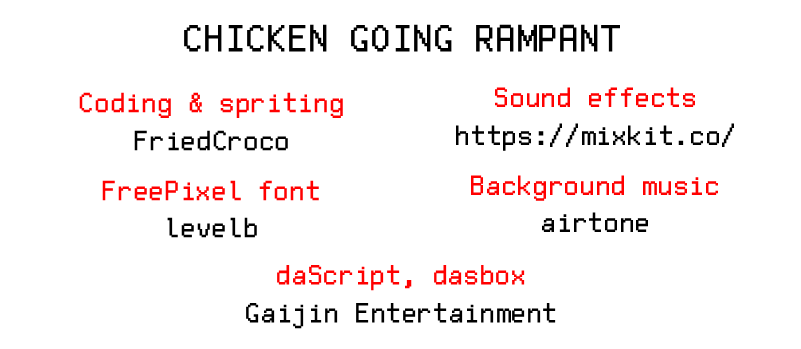 CHICKEN GOING RAMPANT
Coding & spriting
FriedCroco
Sound effects
https://mixkit.co/
FreePixel font
levelb
Background music
airtone
daScript, dasbox
Gaijin Entertainment